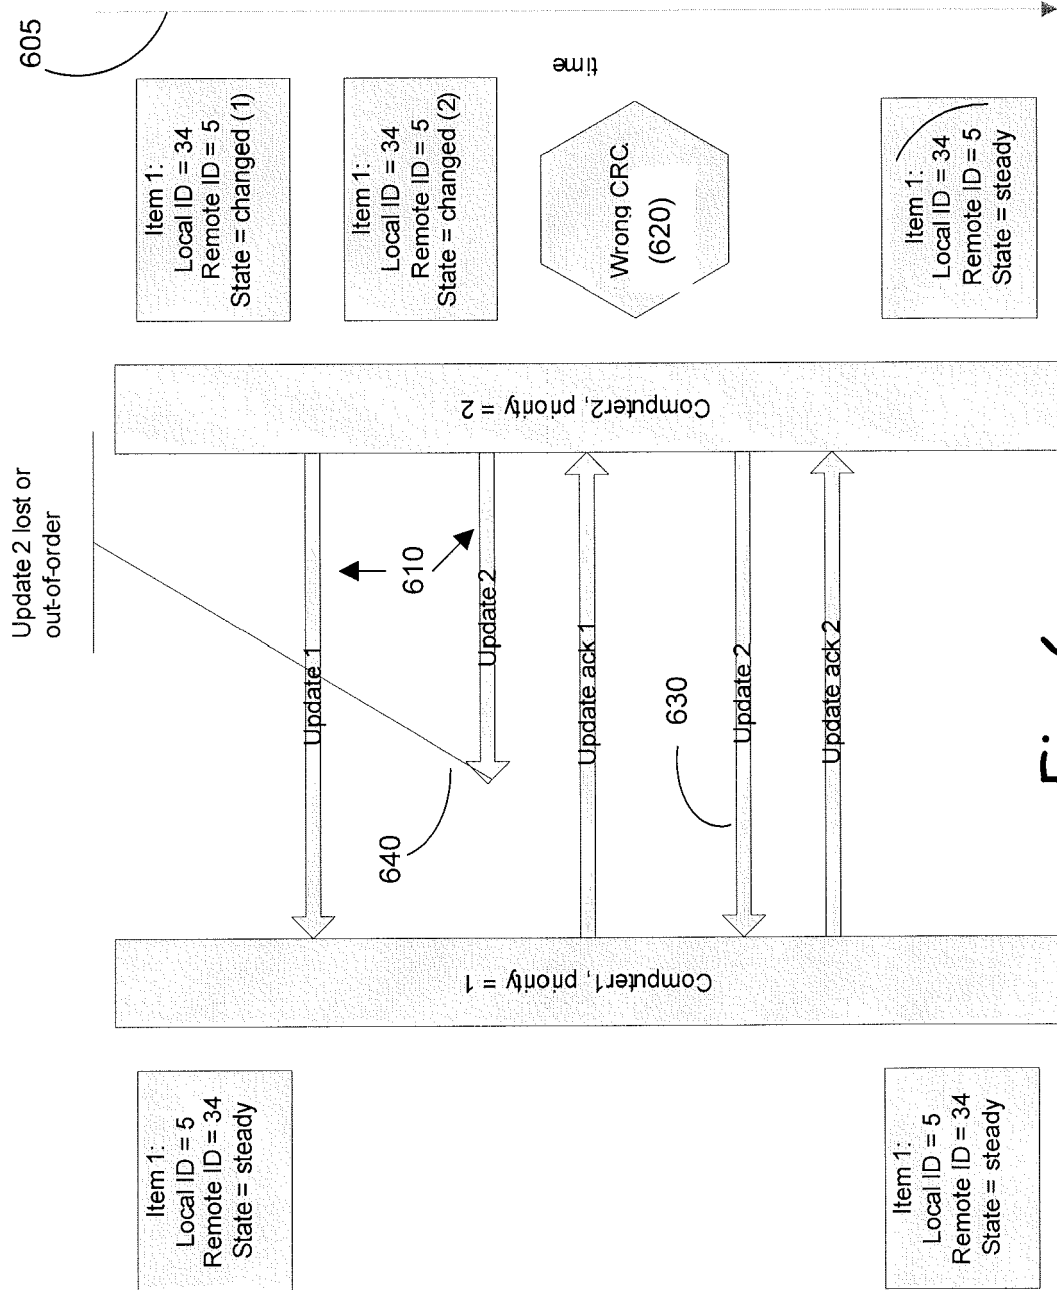 605
Update 2 lost or
out-of-order
Item 1:
Local ID = 5
Remote ID = 34
State = steady
Computer1, priority = 1
Update 1
610
Update 2
640
Update ack 1
630
Update 2
Update ack 2
Computer2, priority = 2
Item 1:
Local ID = 34
Remote ID = 5
State = changed (1)
Item 1:
Local ID = 34
Remote ID = 5
State = changed (2)
time
Wrong CRC.
(620)
Item 1:
Local ID = 5
Remote ID = 34
State = steady
Item 1:
Local ID = 34
Remote ID = 5
State = steady